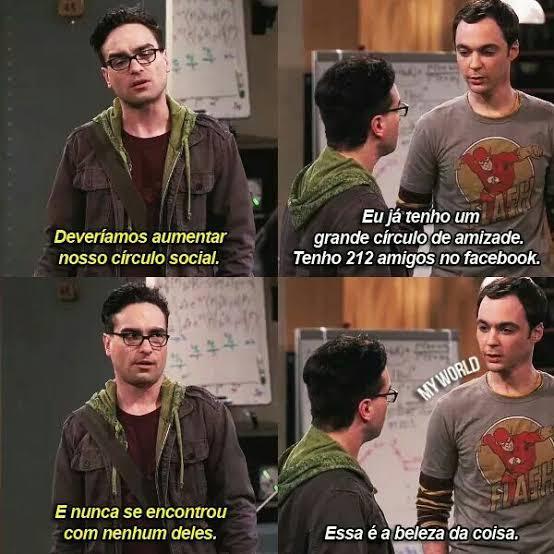 Deveríamos aumentar
nosso círculo social.
Eu já tenho um
grande círculo de amizade.
Tenho 212 amigos no facebook.
E nunca se encontrou
com nenhum deles.
MY WORLD
Essa é a beleza da coisa.